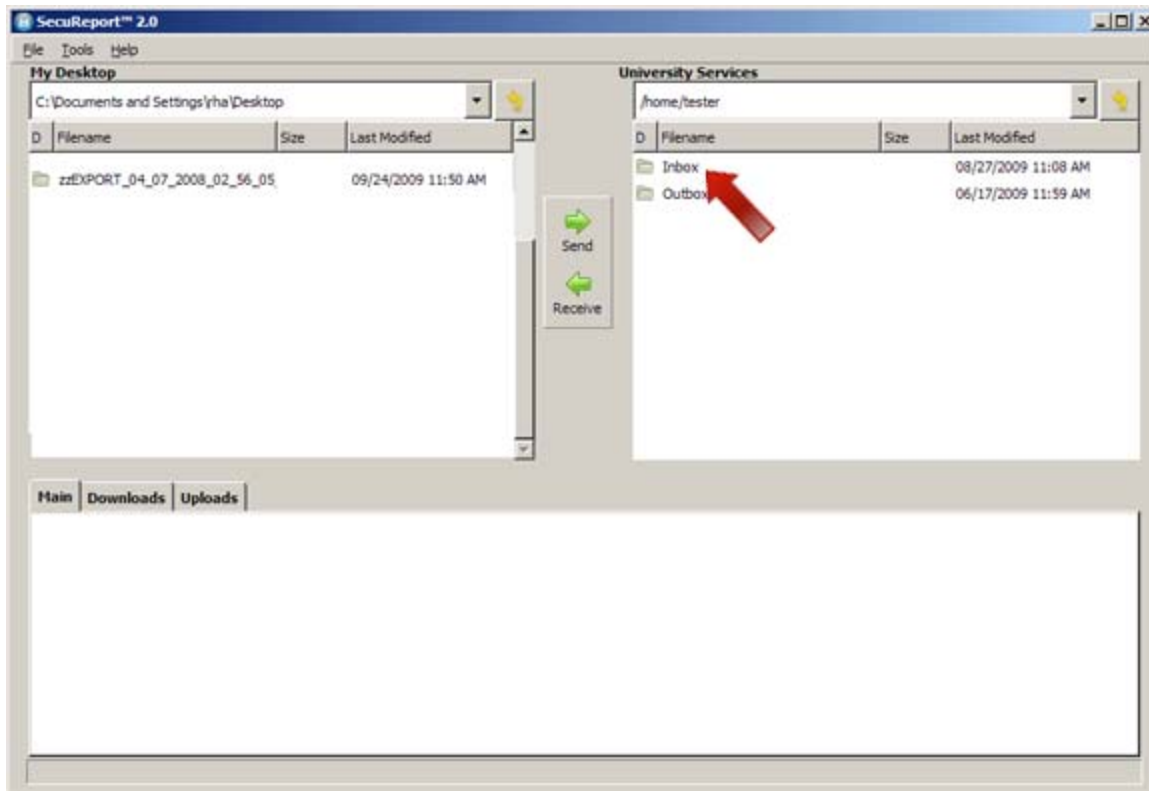 SecuReport™ 2.0
File Tools Help
My Desktop
University Services
C:\Documents and Settings\rha\Desktop
/home/tester
D Filename Size Last Modified
D Filename Size Last Modified
zzEXPORT_04_07_2008_02_56_05 09/24/2009 11:50 AM
Inbox 08/27/2009 11:08 AM
Outbox 06/17/2009 11:59 AM
Send
Receive
Main Downloads Uploads